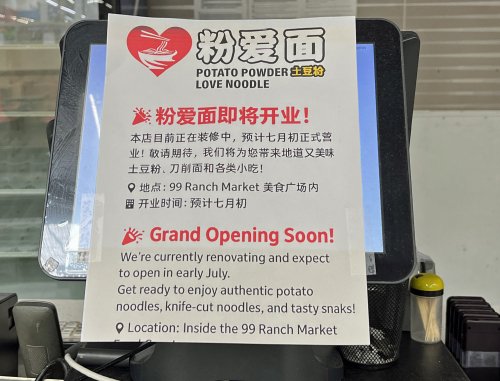 粉爱面
POTATO POWDER 土豆粉
LOVE NOODLE
粉爱面即将开业！
本店目前正在装修中，预计七月初正式营
业！敬请期待，我们将为您带来地道又美味
土豆粉、刀削面和各类小吃！
地点：99 Ranch Market 美食广场内
开业时间：预计七月初
Grand Opening Soon!
We're currently renovating and expect
to open in early July.
Get ready to enjoy authentic potato
noodles, knife-cut noodles, and tasty snaks!
Location: Inside the 99 Ranch Market